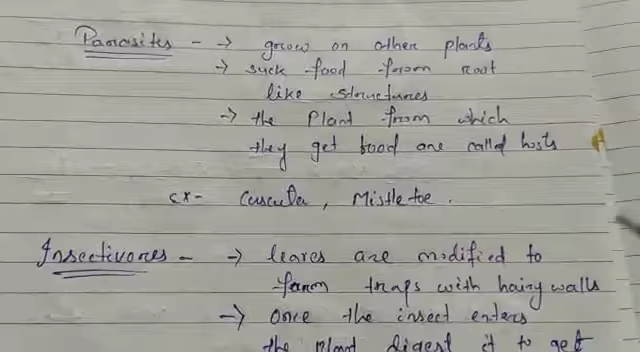 Parasites - → grow on other plants
→ suck food from root
like structures
→ the Plant from which
they get food are called hosts
ex- Cuscuta, Mistletoe.
Insectivores - → leaves are modified to
form traps with hairy walls
→ Once the insect enters
the plant digest it to get